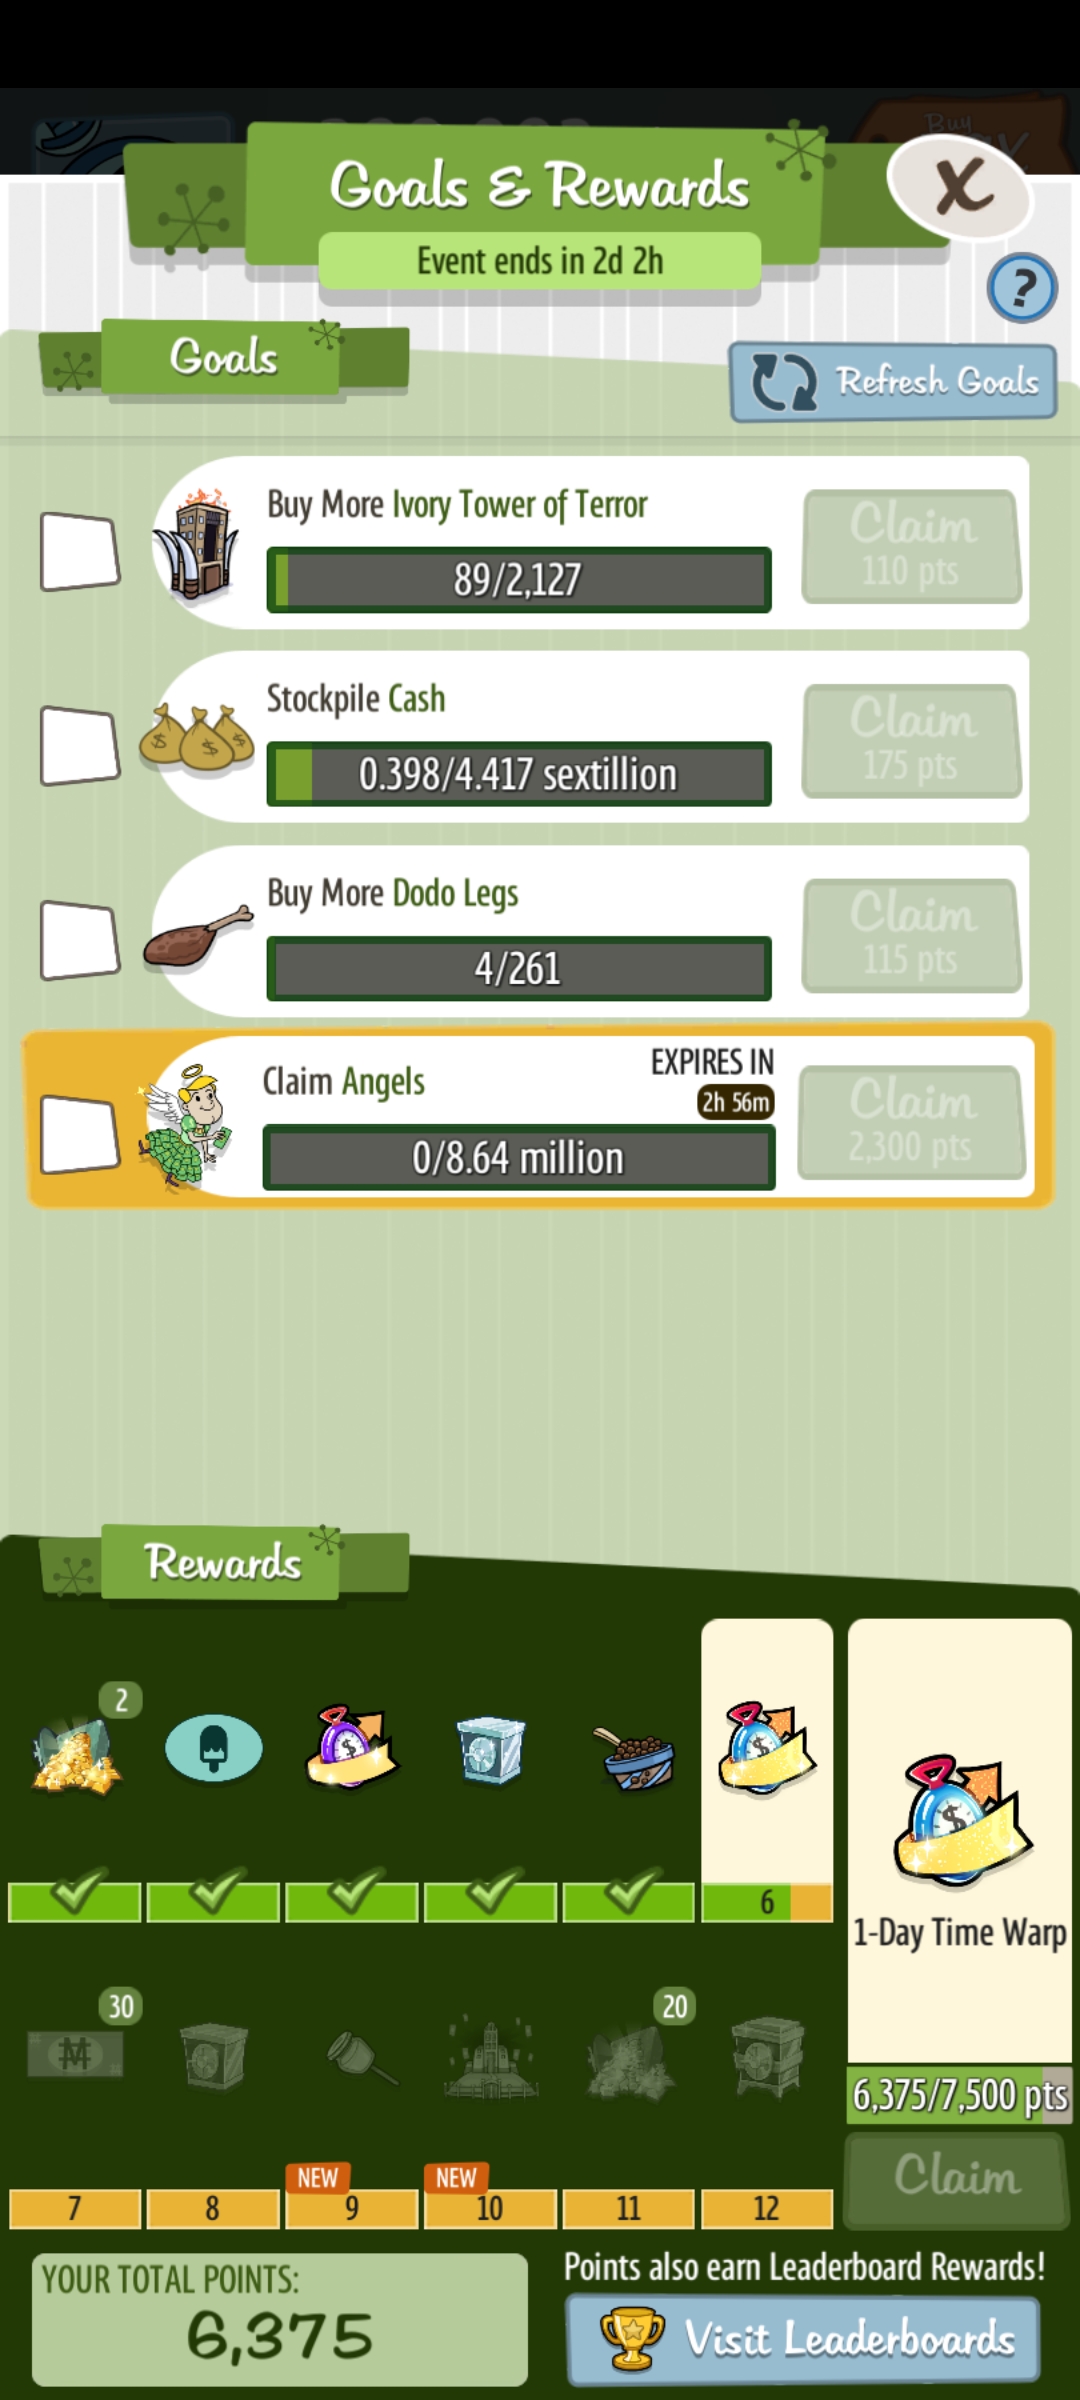 Buy
Goals & Rewards
X
Event ends in 2d 2h
?
Goals
Refresh Goals
Buy More Ivory Tower of Terror
89/2,127
Claim
110 pts
Stockpile Cash
0.398/4.417 sextillion
Claim
175 pts
Buy More Dodo Legs
4/261
Claim
115 pts
Claim Angels
EXPIRES IN
2h 56m
0/8.64 million
Claim
2,300 pts
Rewards
2
6
1-Day Time Warp
30
20
6,375/7,500 pts
Claim
NEW
NEW
7
8
9
10
11
12
YOUR TOTAL POINTS:
6,375
Points also earn Leaderboard Rewards!
Visit Leaderboards